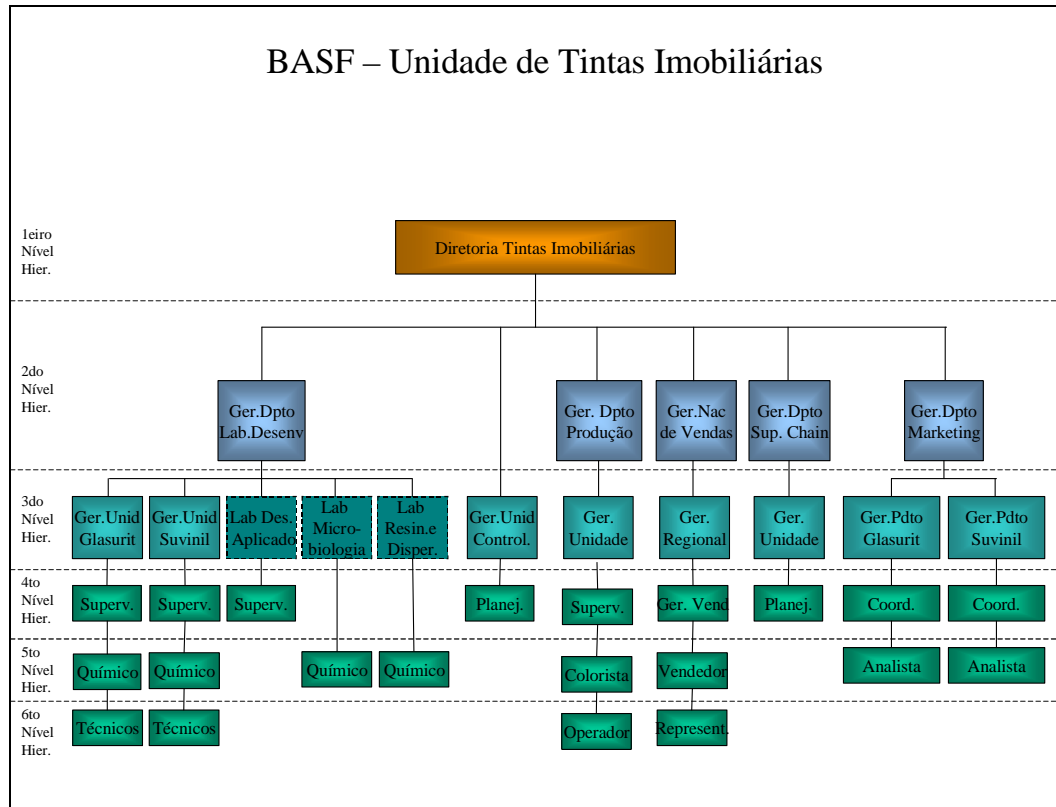 BASF – Unidade de Tintas Imobiliárias
1eiro
Nível
Hier.
Diretoria Tintas Imobiliárias
2do
Nível
Hier.
Ger.Dpto
Lab.Desenv
Ger. Dpto
Produção
Ger.Nac
de Vendas
Ger.Dpto
Sup. Chain
Ger.Dpto
Marketing
3do
Nível
Hier.
Ger.Unid
Glasurit
Ger.Unid
Suvinil
Lab Des.
Aplicado
Lab
Micro-
biologia
Lab
Resin.e
Disper.
Ger.Unid
Control.
Ger.
Unidade
Ger.
Regional
Ger.
Unidade
Ger.Pdto
Glasurit
Ger.Pdto
Suvinil
4to
Nível
Hier.
Superv.
Superv.
Superv.
Planej.
Superv.
Ger. Vend
Planej.
Coord.
Coord.
5to
Nível
Hier.
Químico
Químico
Químico
Químico
Colorista
Vendedor
Analista
Analista
6to
Nível
Hier.
Técnicos
Técnicos
Operador
Represent.